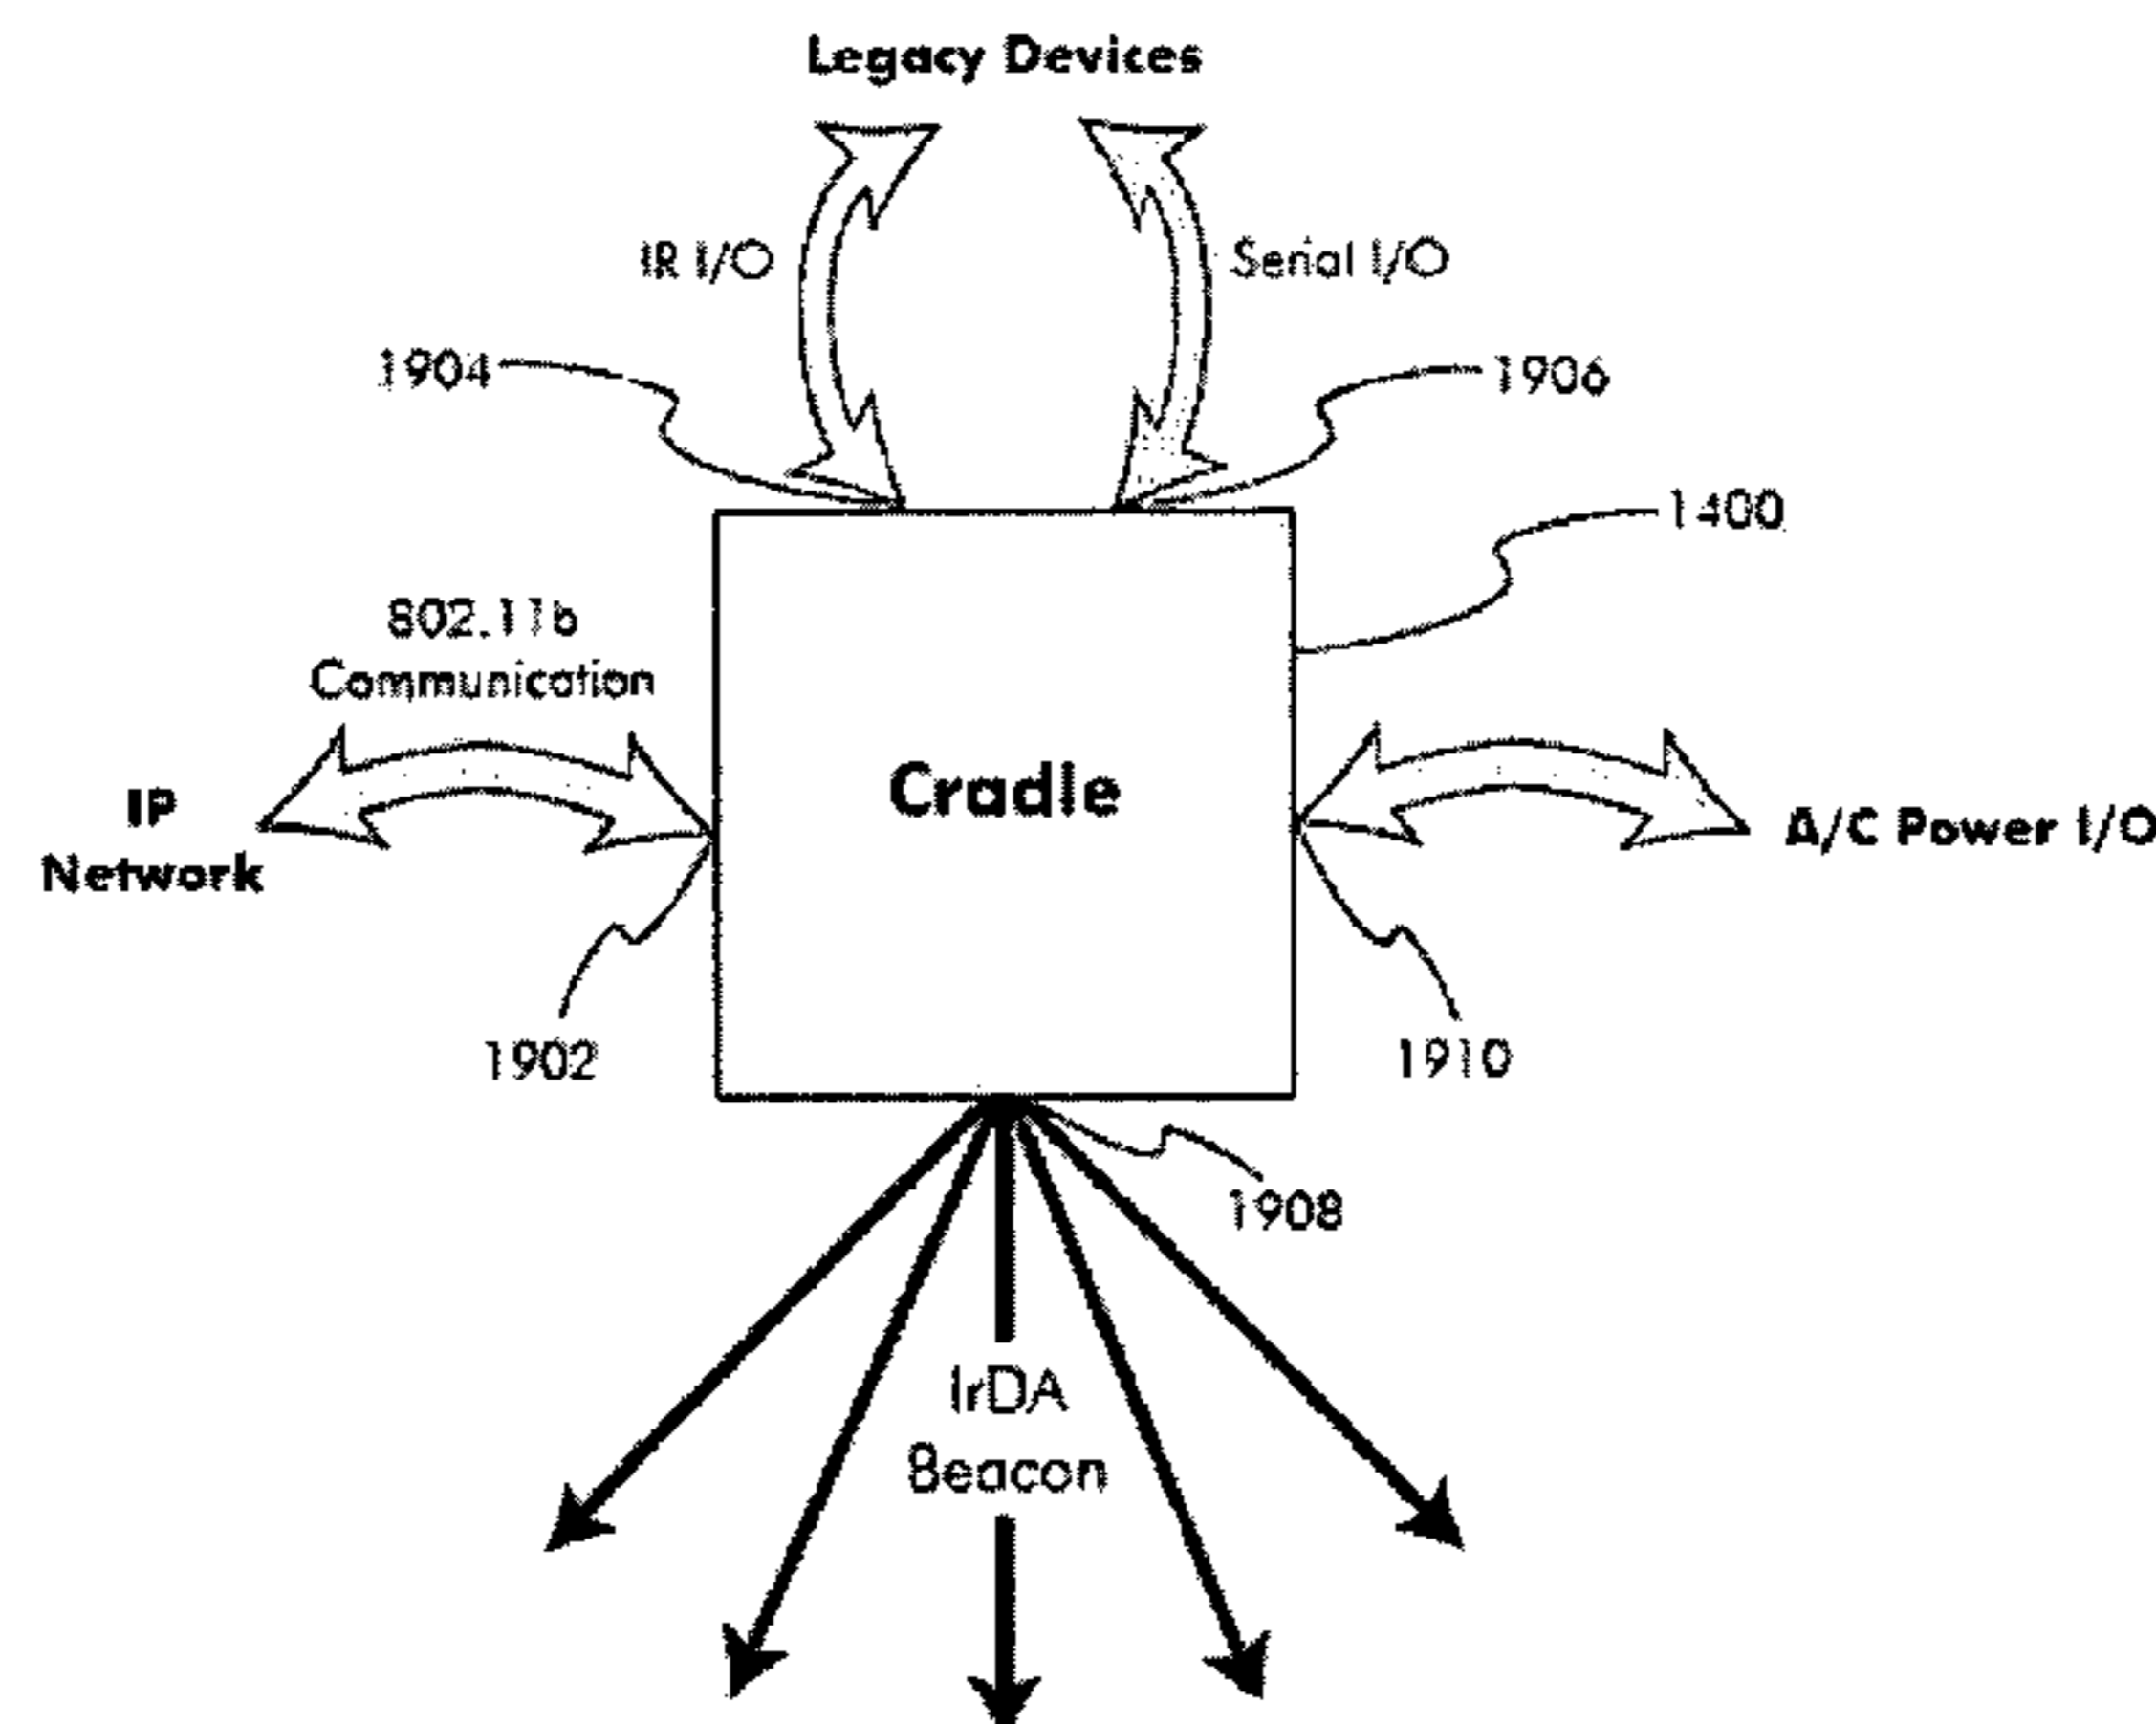 Legacy Devices
IR I/O
Serial I/O
1904
1906
1400
802.11b
Communication
IP
Network
Cradle
A/C Power I/O
1902
1910
1908
IrDA
Beacon